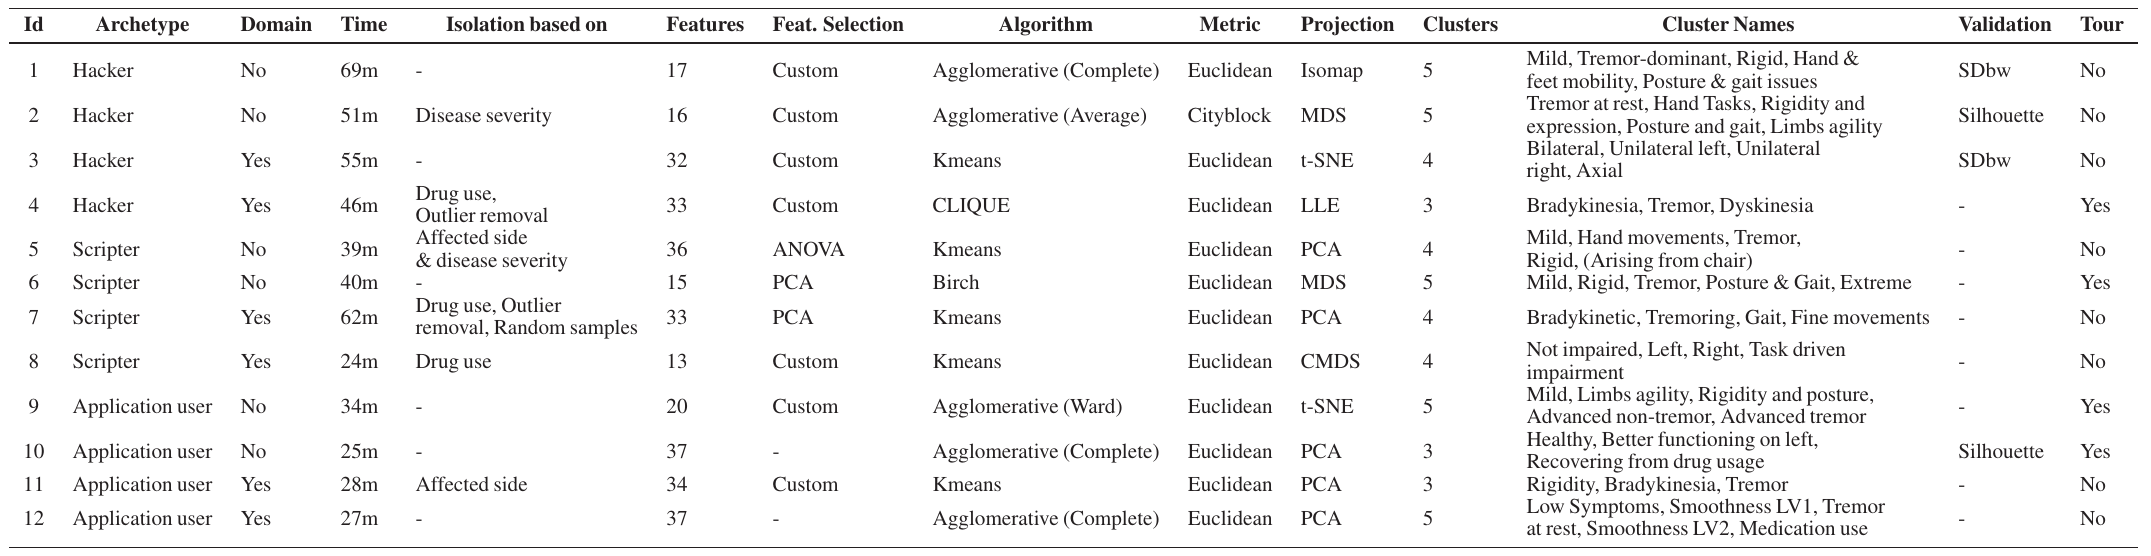 Id Archetype Domain Time Isolation based on Features Feat. Selection Algorithm Metric Projection Clusters Cluster Names Validation Tour
1 Hacker No 69m - 17 Custom Agglomerative (Complete) Euclidean Isomap 5 Mild, Tremor-dominant, Rigid, Hand & SDbw No
feet mobility, Posture & gait issues
2 Hacker No 51m Disease severity 16 Custom Agglomerative (Average) Cityblock MDS 5 Tremor at rest, Hand Tasks, Rigidity and Silhouette No
expression, Posture and gait, Limbs agility
3 Hacker Yes 55m - 32 Custom Kmeans Euclidean t-SNE 4 Bilateral, Unilateral left, Unilateral SDbw No
right, Axial
4 Hacker Yes 46m Drug use, 33 Custom CLIQUE Euclidean LLE 3 Bradykinesia, Tremor, Dyskinesia - Yes
Outlier removal
5 Scripter No 39m Affected side 36 ANOVA Kmeans Euclidean PCA 4 Mild, Hand movements, Tremor, - No
& disease severity Rigid, (Arising from chair)
6 Scripter No 40m - 15 PCA Birch Euclidean MDS 5 Mild, Rigid, Tremor, Posture & Gait, Extreme - Yes
7 Scripter Yes 62m Drug use, Outlier 33 PCA Kmeans Euclidean PCA 4 Bradykinetic, Tremoring, Gait, Fine movements - No
removal, Random samples
8 Scripter Yes 24m Drug use 13 Custom Kmeans Euclidean CMDS 4 Not impaired, Left, Right, Task driven - No
impairment
9 Application user No 34m - 20 Custom Agglomerative (Ward) Euclidean t-SNE 5 Mild, Limbs agility, Rigidity and posture, - Yes
Advanced non-tremor, Advanced tremor
10 Application user No 25m - 37 - Agglomerative (Complete) Euclidean PCA 3 Healthy, Better functioning on left, Silhouette Yes
Recovering from drug usage
11 Application user Yes 28m Affected side 34 Custom Kmeans Euclidean PCA 3 Rigidity, Bradykinesia, Tremor - No
12 Application user Yes 27m - 37 - Agglomerative (Complete) Euclidean PCA 5 Low Symptoms, Smoothness LV1, Tremor - No
at rest, Smoothness LV2, Medication use